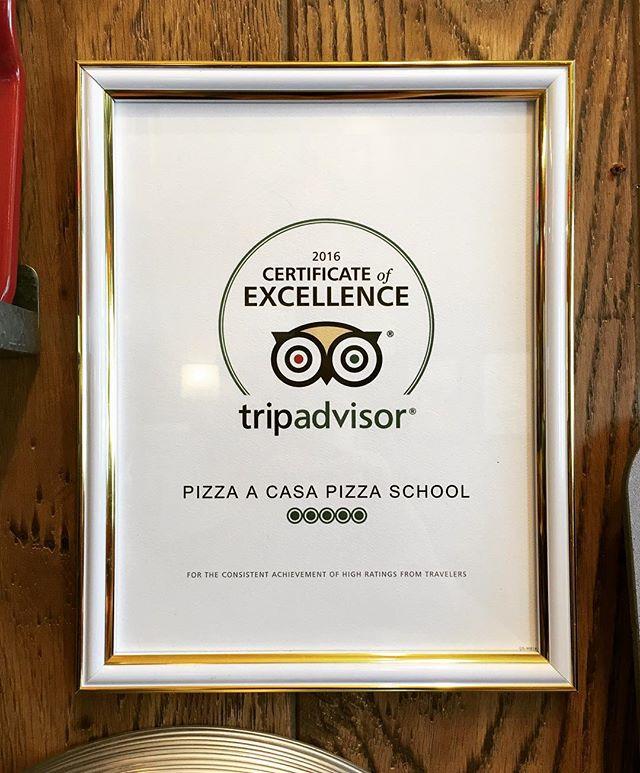 2016
CERTIFICATE of
EXCELLENCE
®
tripadvisor®
PIZZA A CASA PIZZA SCHOOL
FOR THE CONSISTENT ACHIEVEMENT OF HIGH RATINGS FROM TRAVELERS